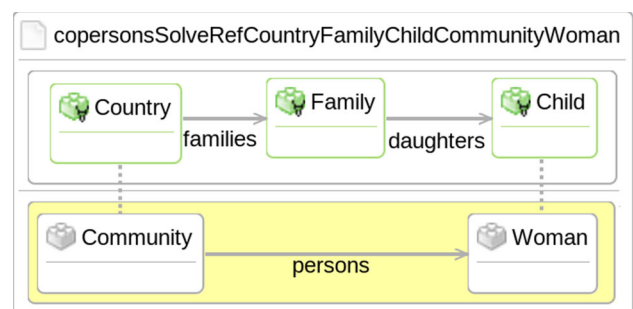 copersonsSolveRefCountryFamilyChildCommunityWoman
Country
Family
Child
families
daughters
Community
Woman
persons